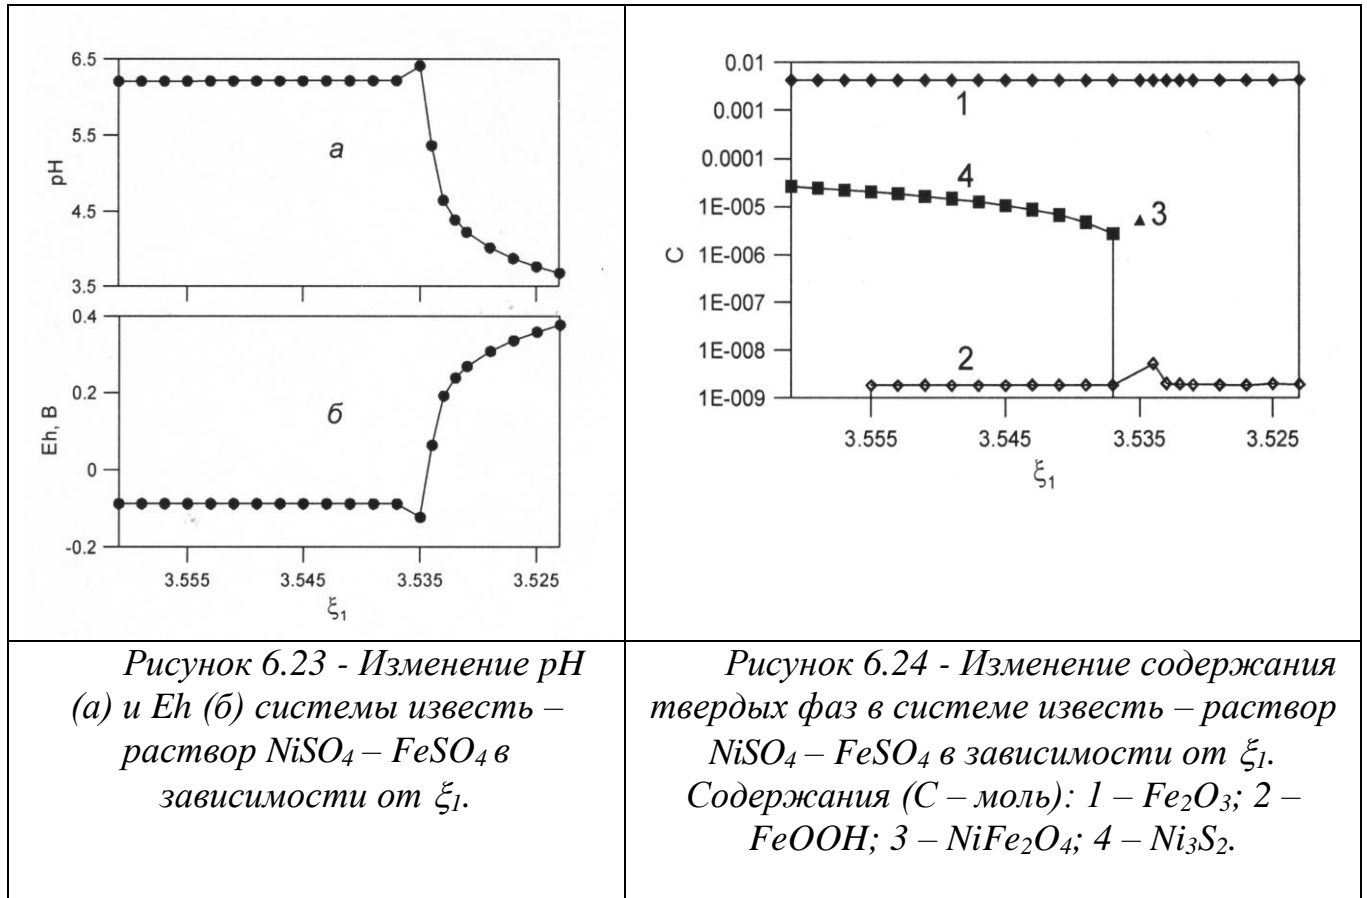 6.5
5.5
4.5
3.5
pH
а
0.4
0.2
0
-0.2
Eh, В
б
3.555 3.545 3.535 3.525
ξ1
0.01
0.001
0.0001
1E-005
1E-006
1E-007
1E-008
1E-009
C
1
4
3
2
3.555 3.545 3.535 3.525
ξ1
Рисунок 6.23 - Изменение pH
(а) и Eh (б) системы известь –
раствор NiSO4 – FeSO4 в
зависимости от ξ1.
Рисунок 6.24 - Изменение содержания
твердых фаз в системе известь – раствор
NiSO4 – FeSO4 в зависимости от ξ1.
Содержания (С – моль): 1 – Fe2O3; 2 –
FeOOH; 3 – NiFe2O4; 4 – Ni3S2.